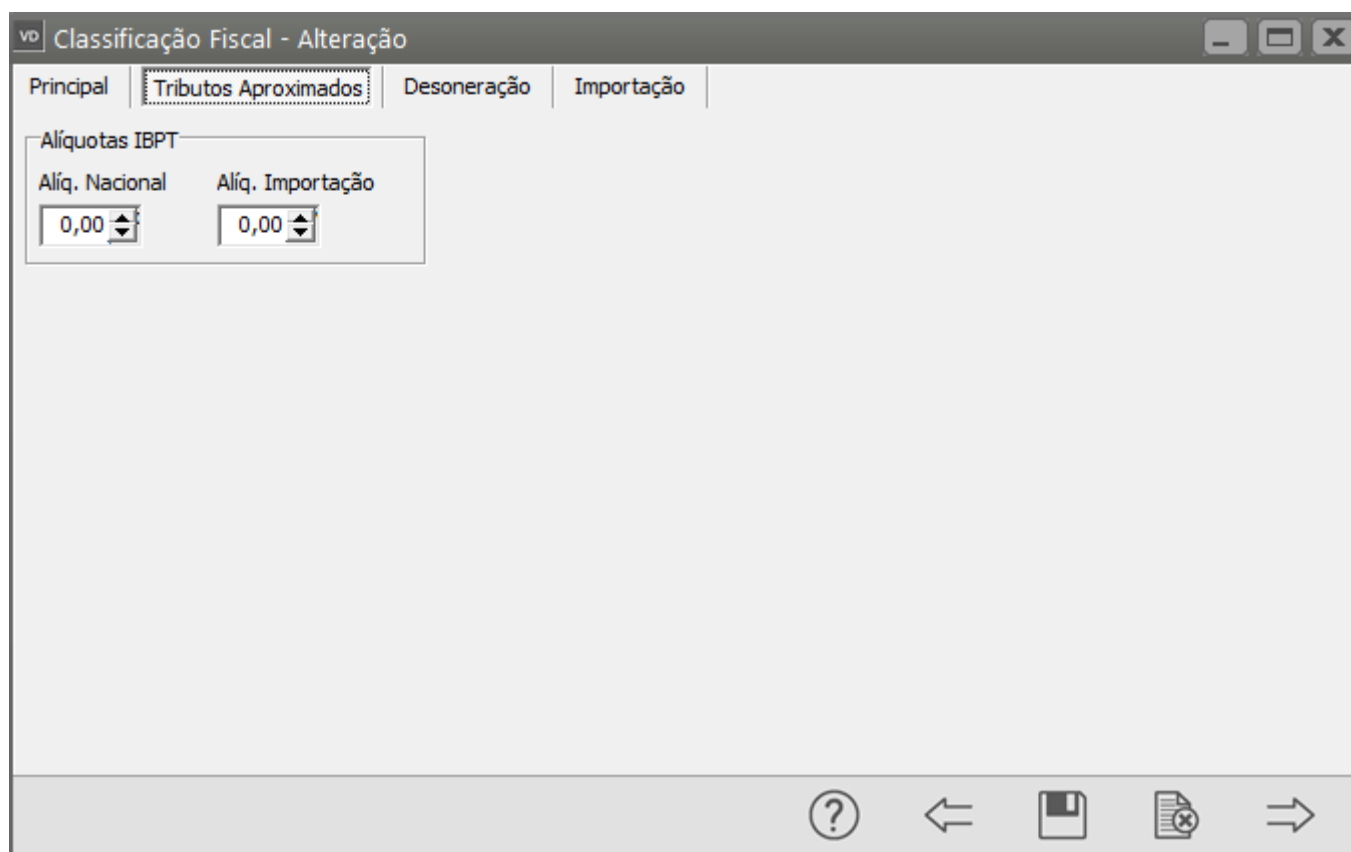 VD Classificação Fiscal - Alteração
Principal Tributos Aproximados Desoneração Importação
Alíquotas IBPT
Alíq. Nacional Alíq. Importação
0,00 0,00
?